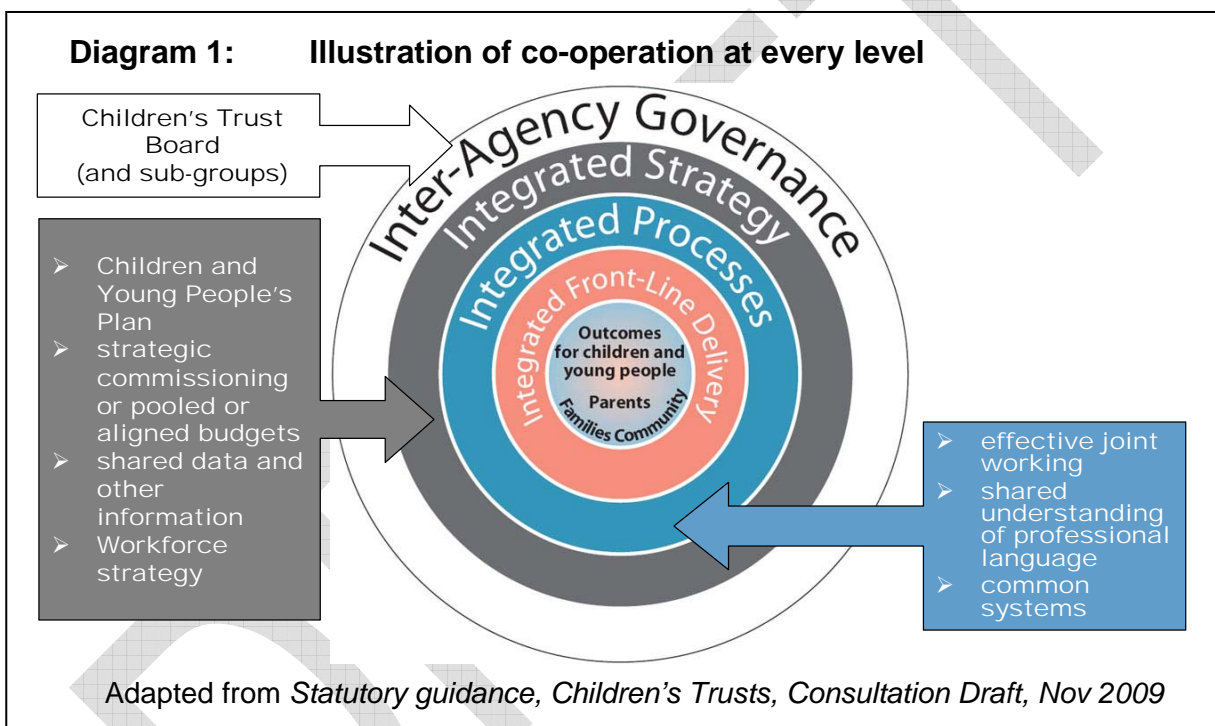 Diagram 1: Illustration of co-operation at every level
Children's Trust
Board
(and sub-groups)
Inter-Agency Governance
Integrated Strategy
Integrated Processes
Integrated Front-Line Delivery
Outcomes
for children and
young people
Parents
Families Community
➢ Children and
Young People's
Plan
➢ strategic
commissioning
or pooled or
aligned budgets
➢ shared data and
other
information
➢ Workforce
strategy
➢ effective joint
working
➢ shared
understanding
of professional
language
➢ common
systems
Adapted from Statutory guidance, Children's Trusts, Consultation Draft, Nov 2009